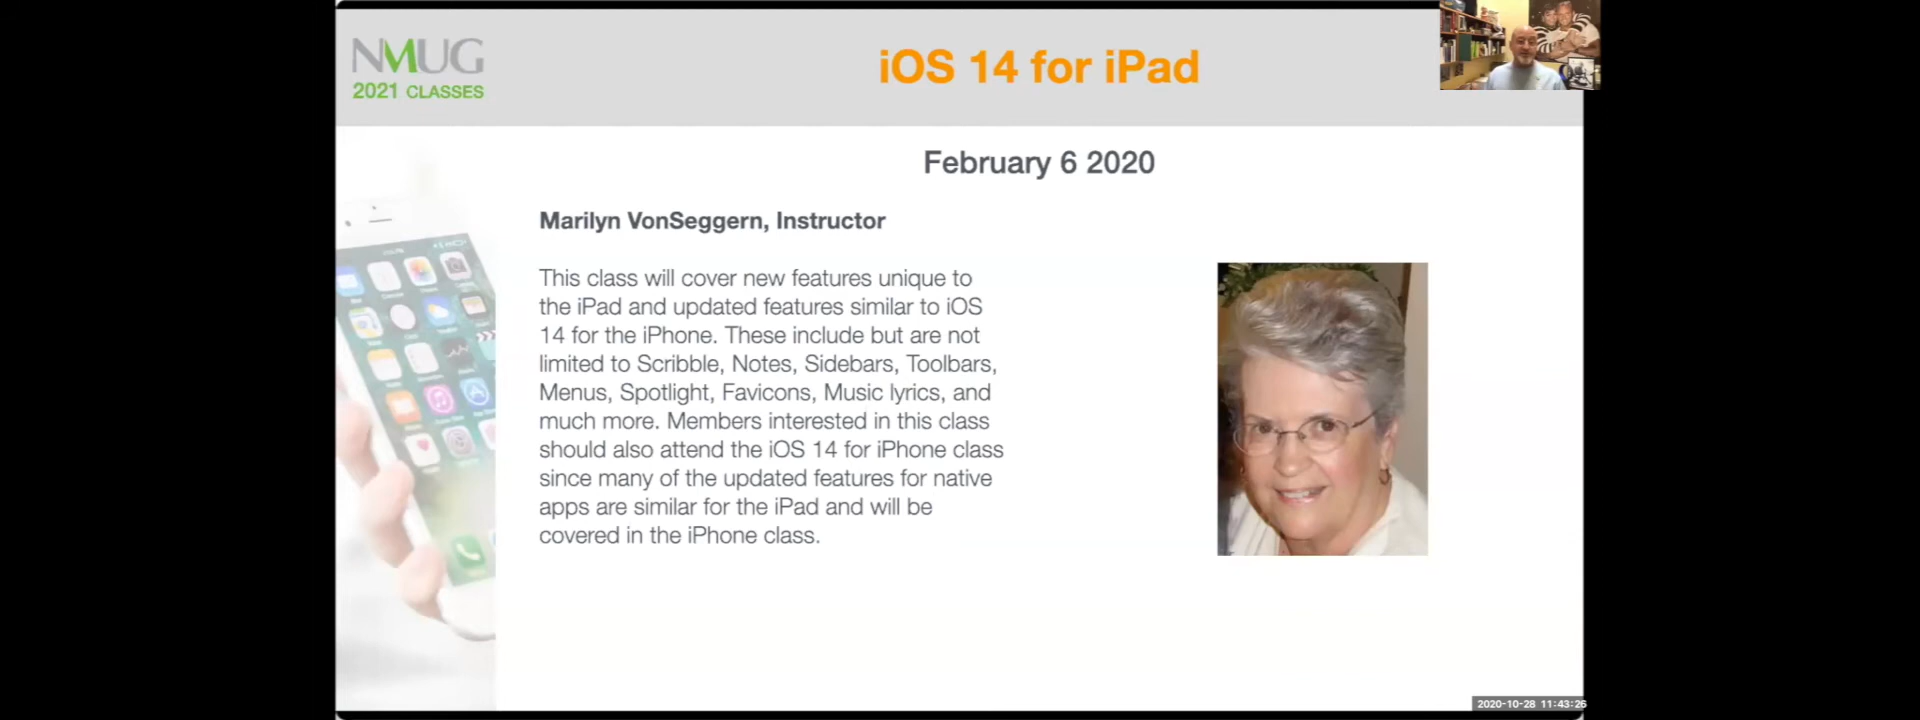 NMUG
2021 CLASSES
iOS 14 for iPad
February 6 2020
Marilyn VonSeggern, Instructor
This class will cover new features unique to
the iPad and updated features similar to iOS
14 for the iPhone. These include but are not
limited to Scribble, Notes, Sidebars, Toolbars,
Menus, Spotlight, Favicons, Music lyrics, and
much more. Members interested in this class
should also attend the iOS 14 for iPhone class
since many of the updated features for native
apps are similar for the iPad and will be
covered in the iPhone class.
2020-10-28 11:43:26